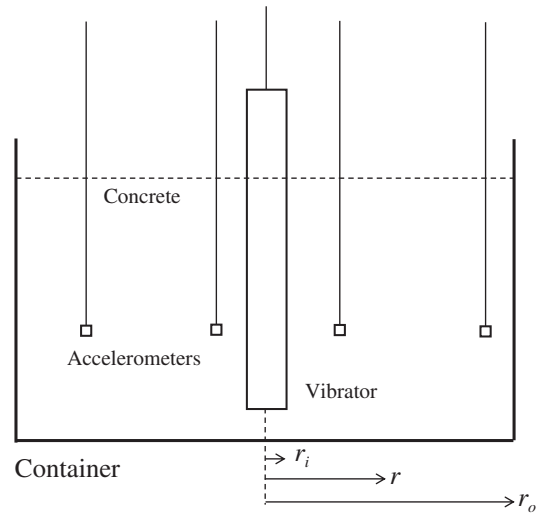 Concrete
Accelerometers
Vibrator
Container
r_i
r
r_o